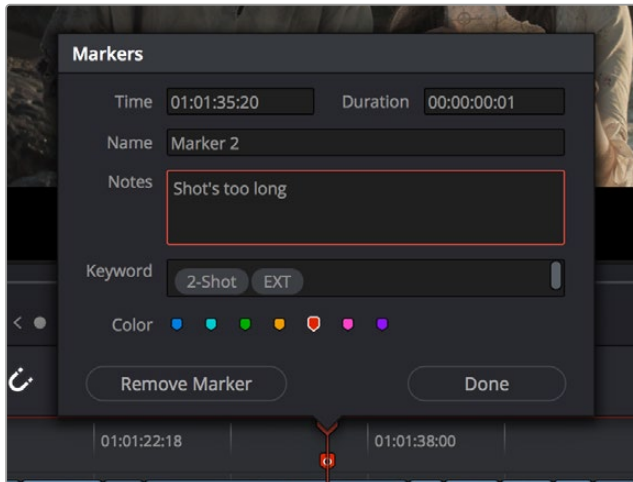 Markers
Time 01:01:35:20 Duration 00:00:00:01
Name Marker 2
Notes Shot's too long
Keyword 2-Shot EXT
Color
Remove Marker Done
01:01:22:18 01:01:38:00